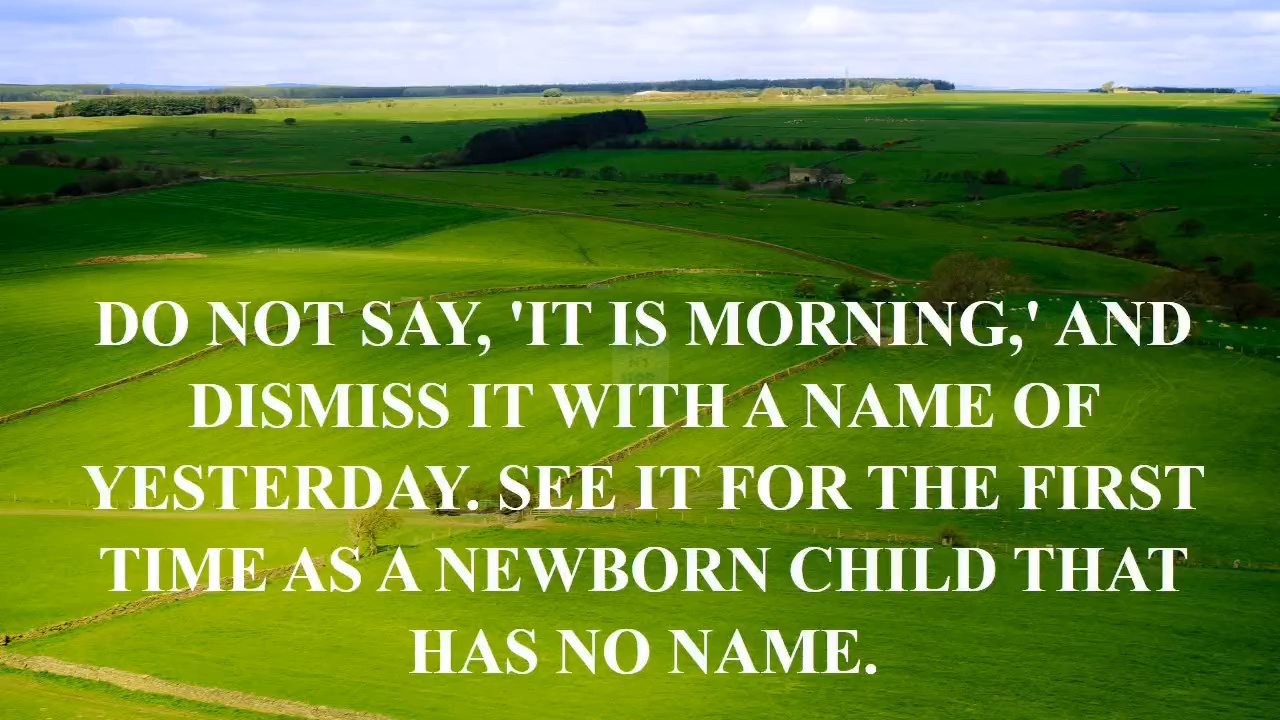 DO NOT SAY, 'IT IS MORNING,' AND
DISMISS IT WITH A NAME OF
YESTERDAY. SEE IT FOR THE FIRST
TIME AS A NEWBORN CHILD THAT
HAS NO NAME.